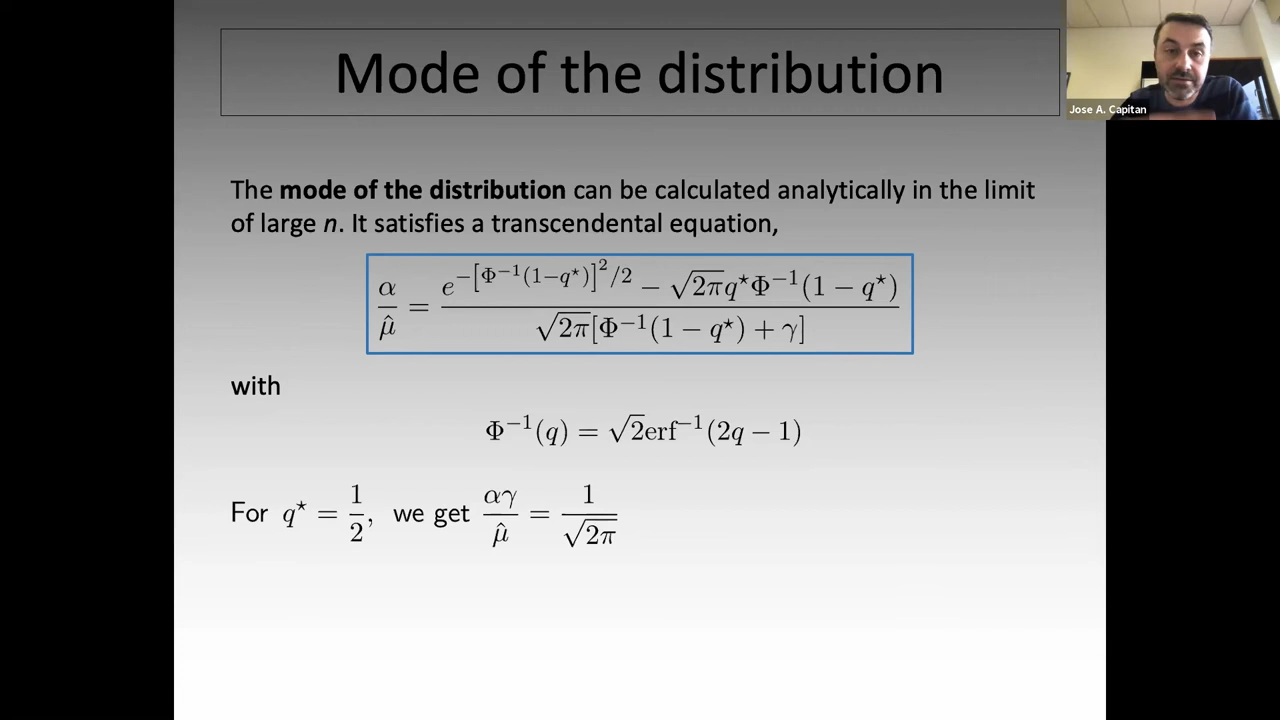 Mode of the distribution
Jose A. Capitan
The mode of the distribution can be calculated analytically in the limit
of large n. It satisfies a transcendental equation,
α/μ̂ = (e^{−[Φ⁻¹(1−q⋆)]²/2} − √(2π)q⋆Φ⁻¹(1 − q⋆)) / (√(2π)[Φ⁻¹(1 − q⋆) + γ])
with
Φ⁻¹(q) = √2erf⁻¹(2q − 1)
For q⋆ = 1/2, we get αγ/μ̂ = 1/√(2π)